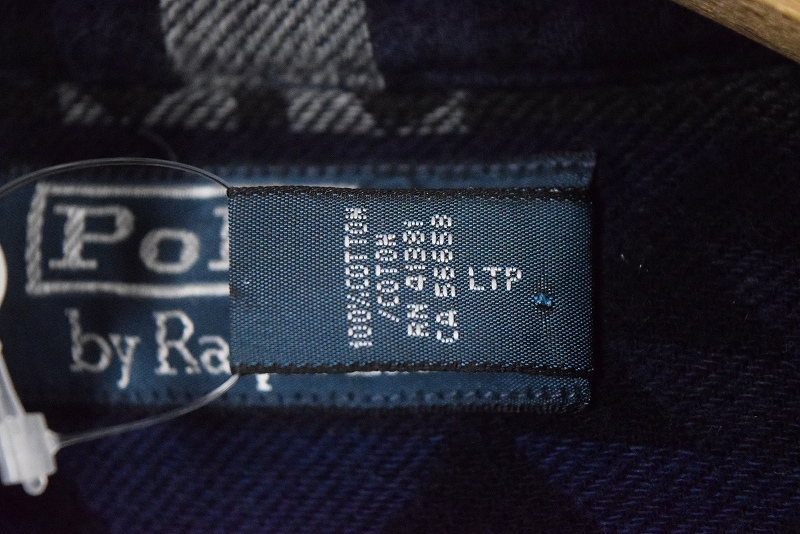 Pol
by Ra
100%COTTON
/COTON
RN 41381
CA 56658
LTP